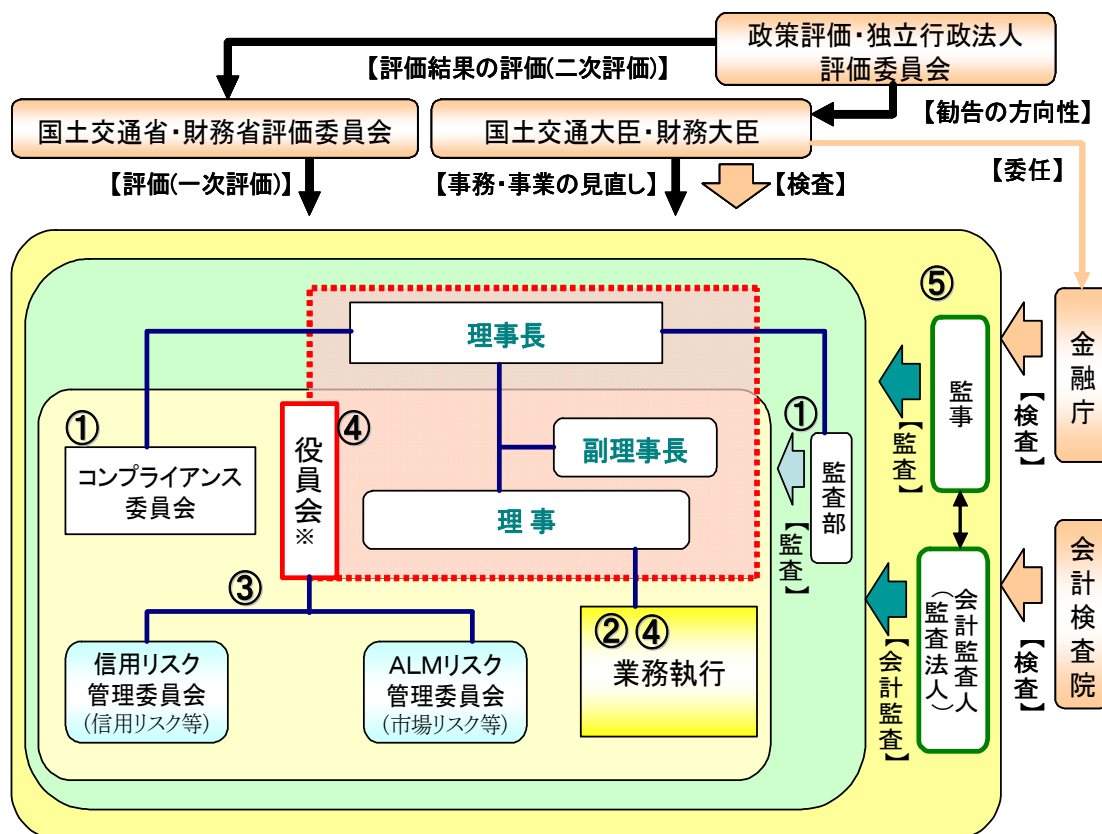 政策評価・独立行政法人
評価委員会
【評価結果の評価(二次評価)】
【勧告の方向性】
国土交通省・財務省評価委員会
国土交通大臣・財務大臣
【評価(一次評価)】
【事務・事業の見直し】
【検査】
【委任】
⑤
理事長
監事
【監査】
金融庁
【検査】
①
コンプライアンス
委員会
④
役員会※
副理事長
理 事
①
監査部
【監査】
③
信用リスク
管理委員会
(信用リスク等)
ALMリスク
管理委員会
(市場リスク等)
② ④
業務執行
会計監査人
(監査法人)
【会計監査】
会計検査院
【検査】